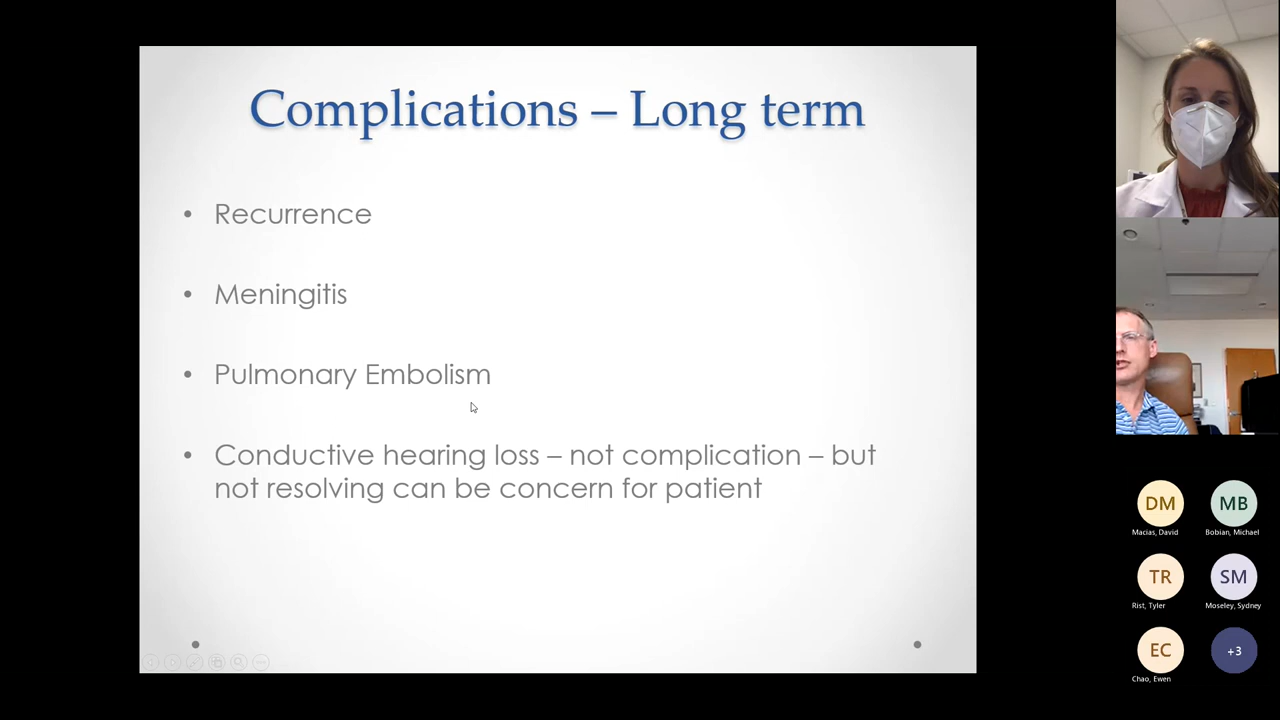 Complications – Long term
• Recurrence
• Meningitis
• Pulmonary Embolism
• Conductive hearing loss – not complication – but
not resolving can be concern for patient
DM
MB
Macias, David
Bobian, Michael
TR
SM
Rist, Tyler
Moseley, Sydney
EC
+3
Chao, Ewen